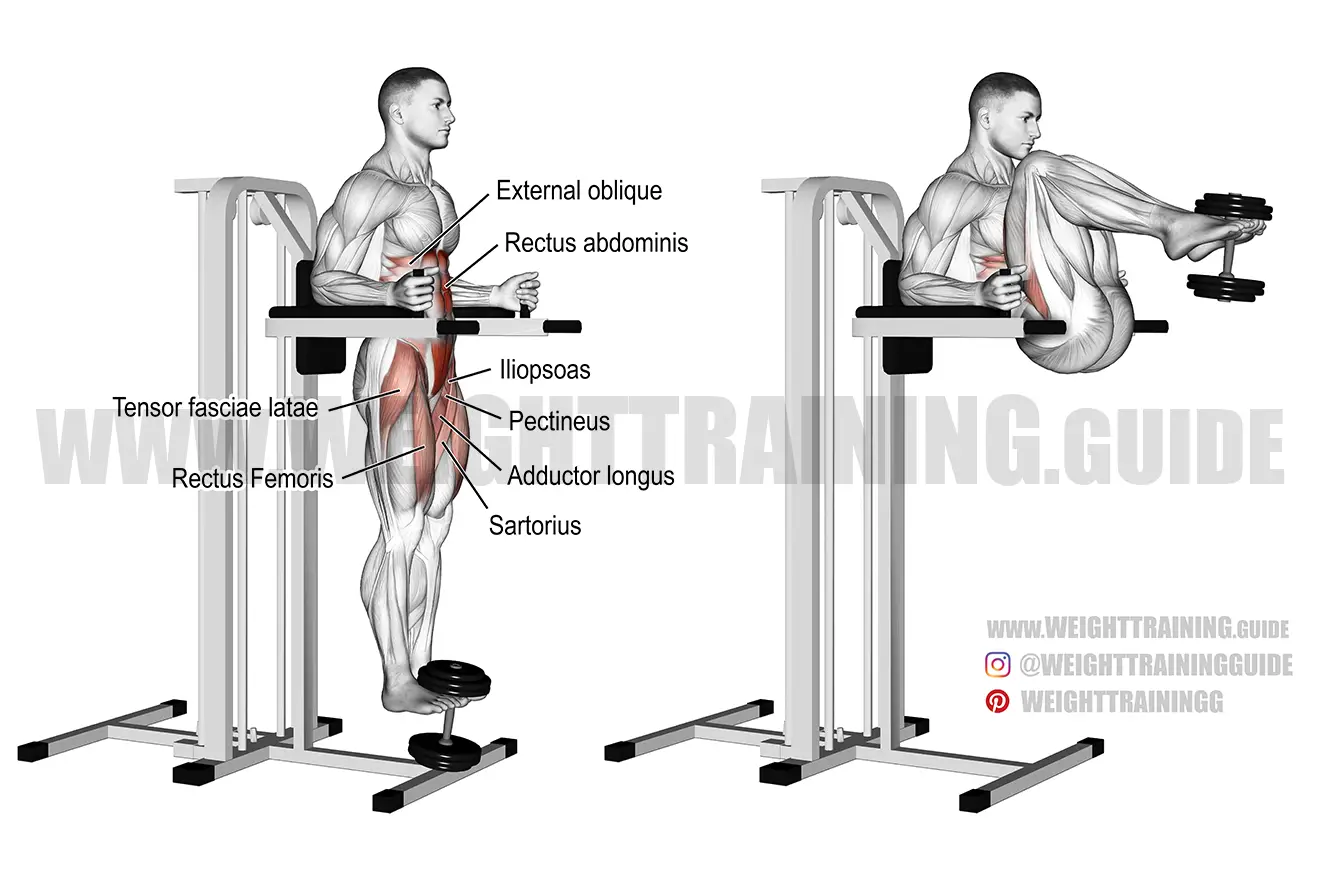 External oblique
Rectus abdominis
Iliopsoas
Tensor fasciae latae
Pectineus
WWW.WEIGHTTRAINING.GUIDE
Rectus Femoris
Adductor longus
Sartorius
WWW.WEIGHTTRAINING.GUIDE
@WEIGHTTRAININGGUIDE
WEIGHTTRAININGG